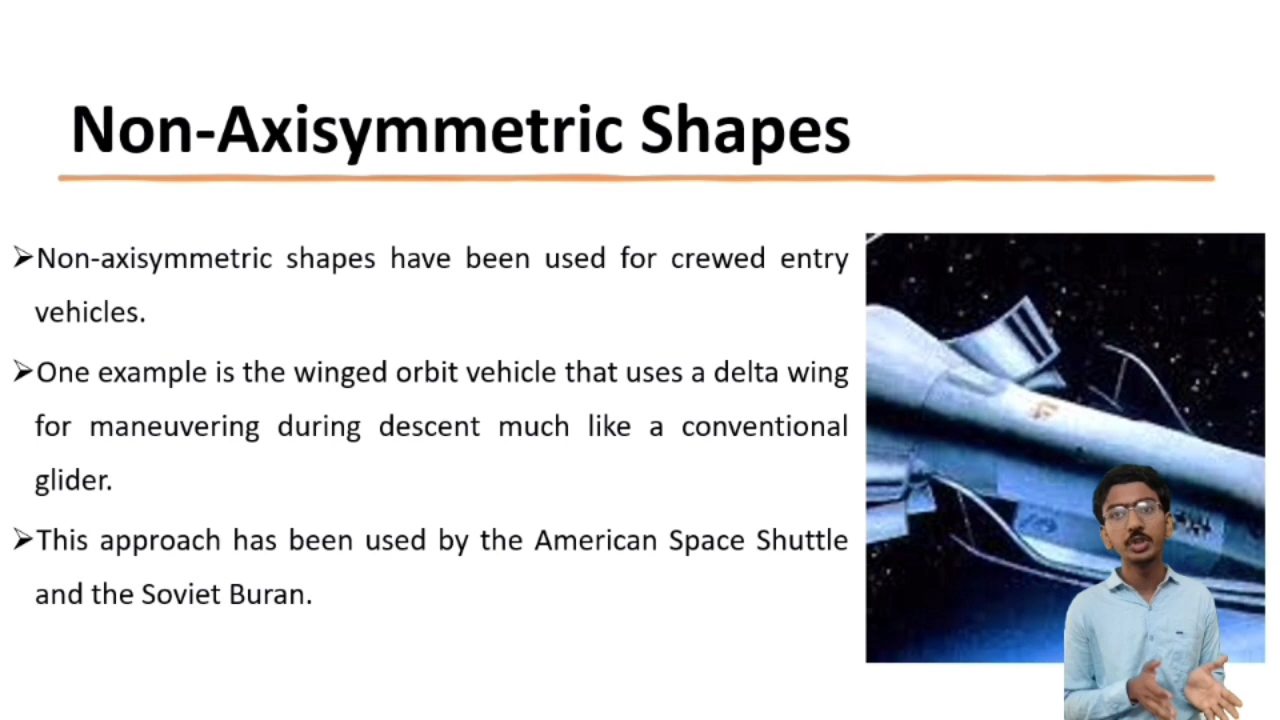 Non-Axisymmetric Shapes
➢Non-axisymmetric shapes have been used for crewed entry
vehicles.
➢One example is the winged orbit vehicle that uses a delta wing
for maneuvering during descent much like a conventional
glider.
➢This approach has been used by the American Space Shuttle
and the Soviet Buran.